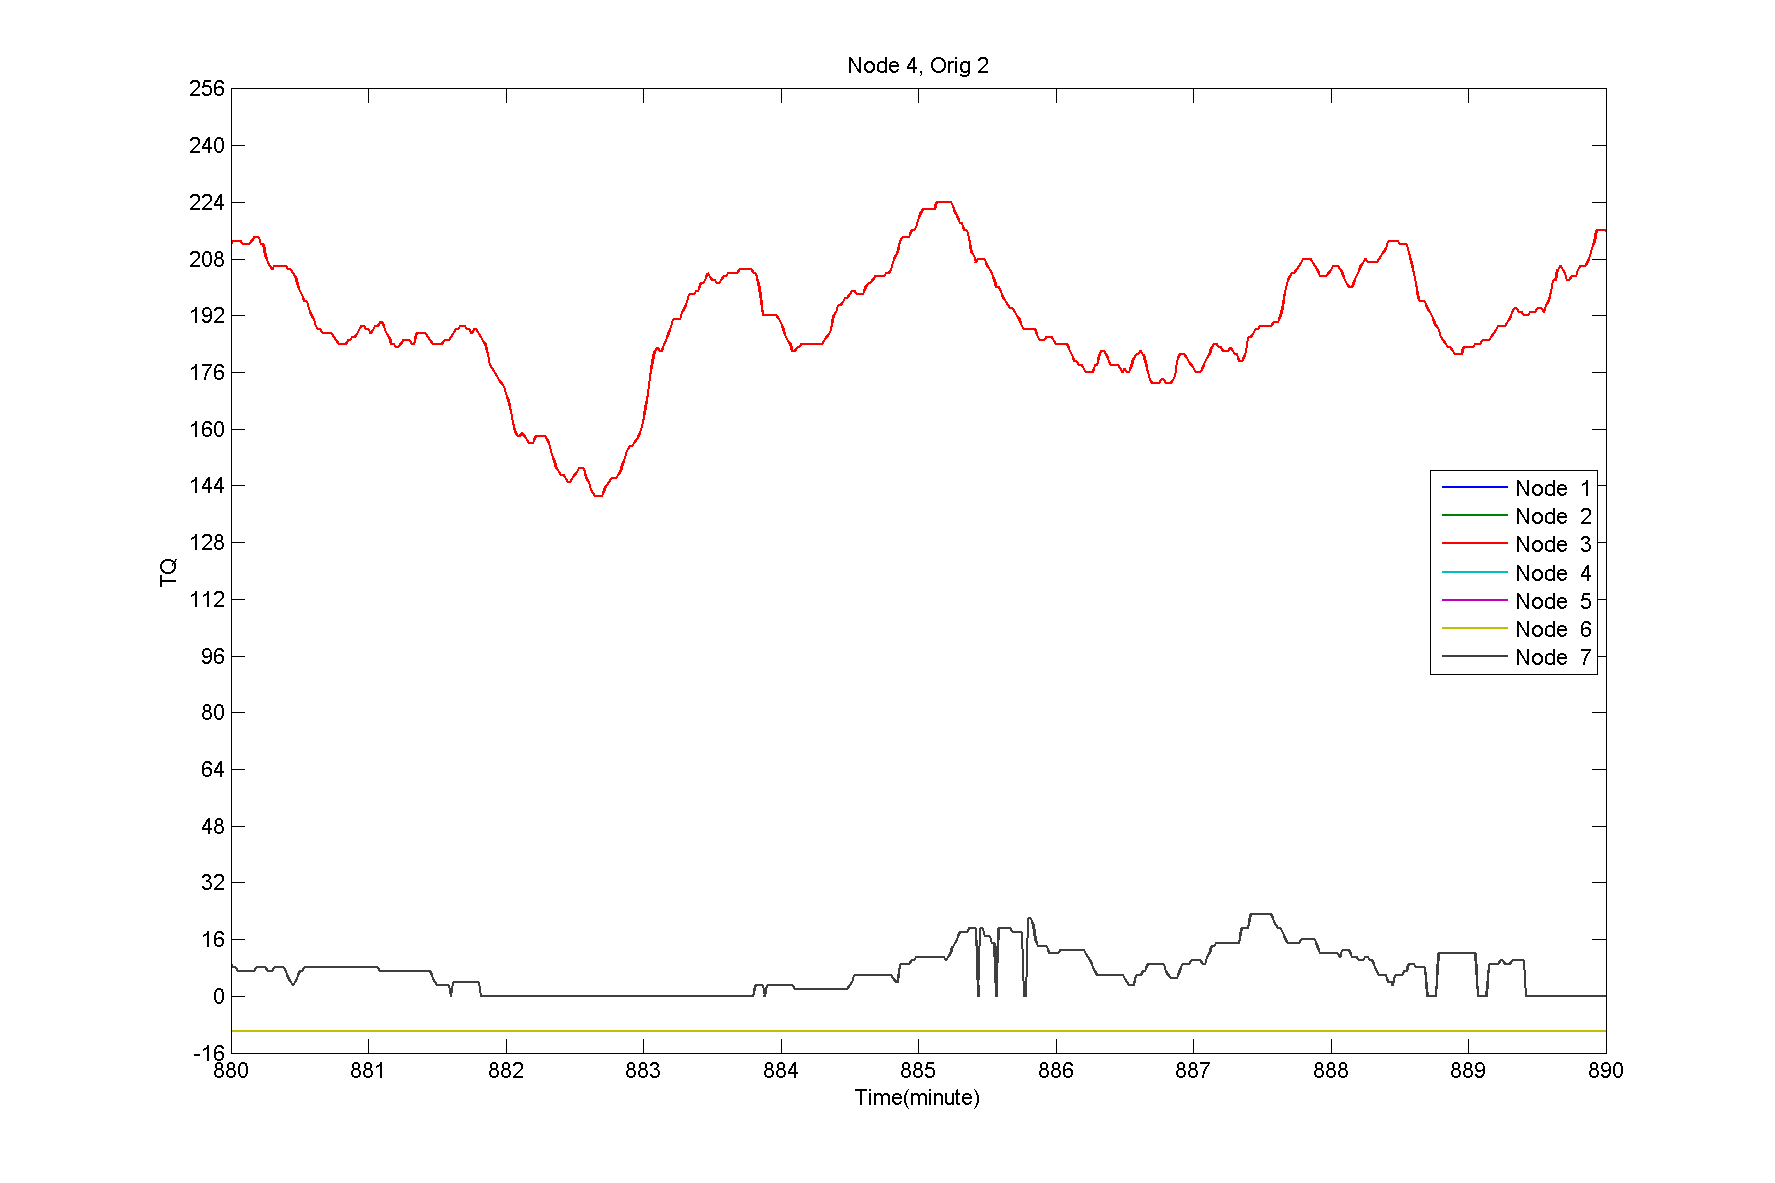 Node 4, Orig 2
256
240
224
208
192
176
160
144
128
112
96
80
64
48
32
16
0
-16
TQ
Node 1
Node 2
Node 3
Node 4
Node 5
Node 6
Node 7
880 881 882 883 884 885 886 887 888 889 890
Time(minute)